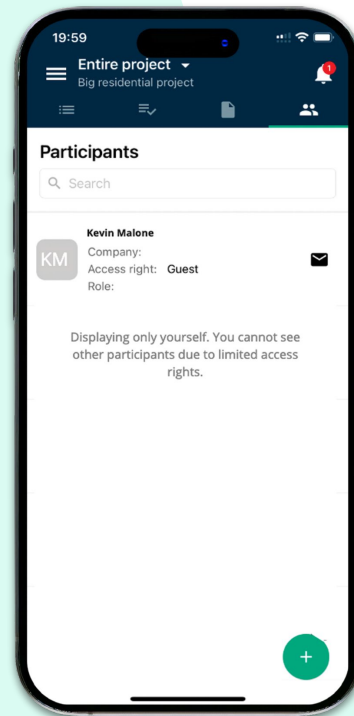 19:59
Entire project
Big residential project
1
Participants
Search
KM
Kevin Malone
Company:
Access right: Guest
Role:
Displaying only yourself. You cannot see
other participants due to limited access
rights.
+